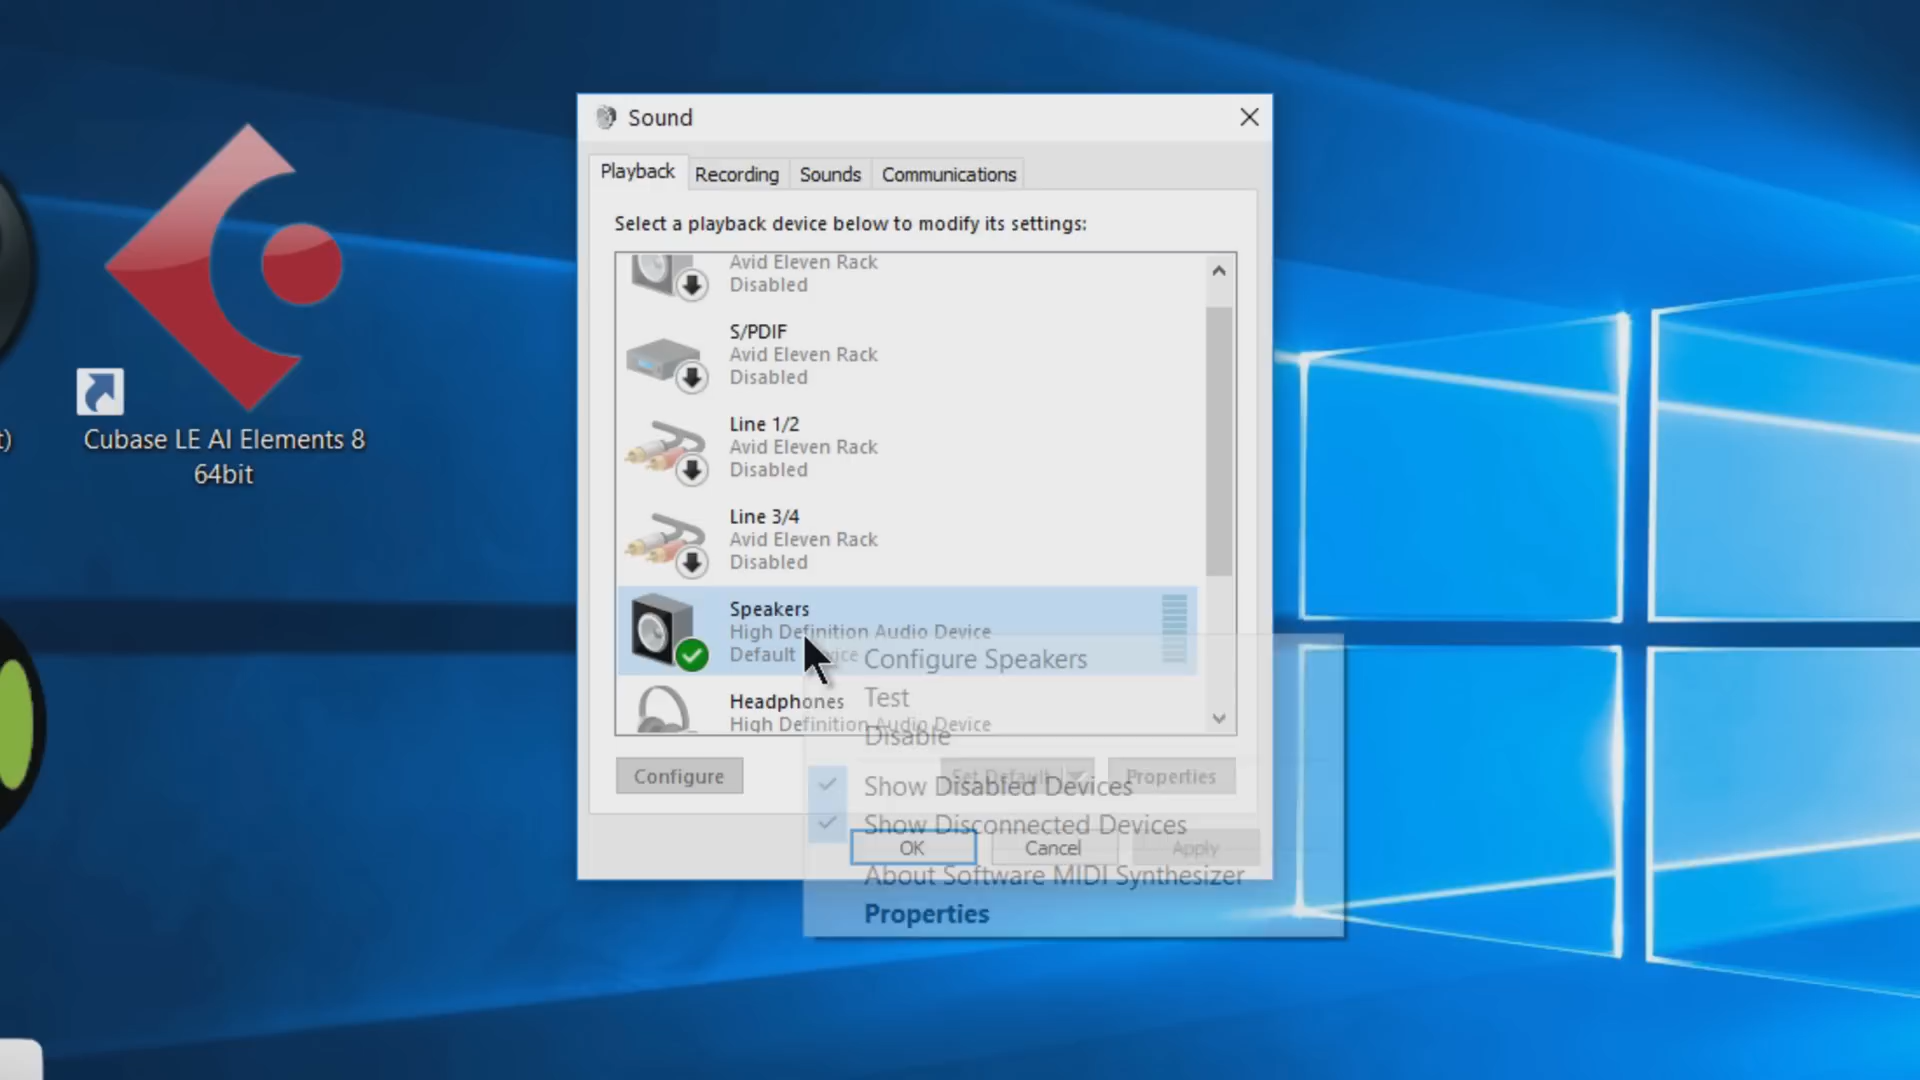 Sound
Playback
Recording
Sounds
Communications
Select a playback device below to modify its settings:
Avid Eleven Rack
Disabled
S/PDIF
Avid Eleven Rack
Disabled
Line 1/2
Avid Eleven Rack
Disabled
Line 3/4
Avid Eleven Rack
Disabled
Speakers
High Definition Audio Device
Default Device
Headphones
High Definition Audio Device
Configure Speakers
Test
Disable
Show Disabled Devices
Show Disconnected Devices
About Software MIDI Synthesizer
Properties
Configure
Set Default
Properties
OK
Cancel
Apply
Cubase LE AI Elements 8
64bit
t)